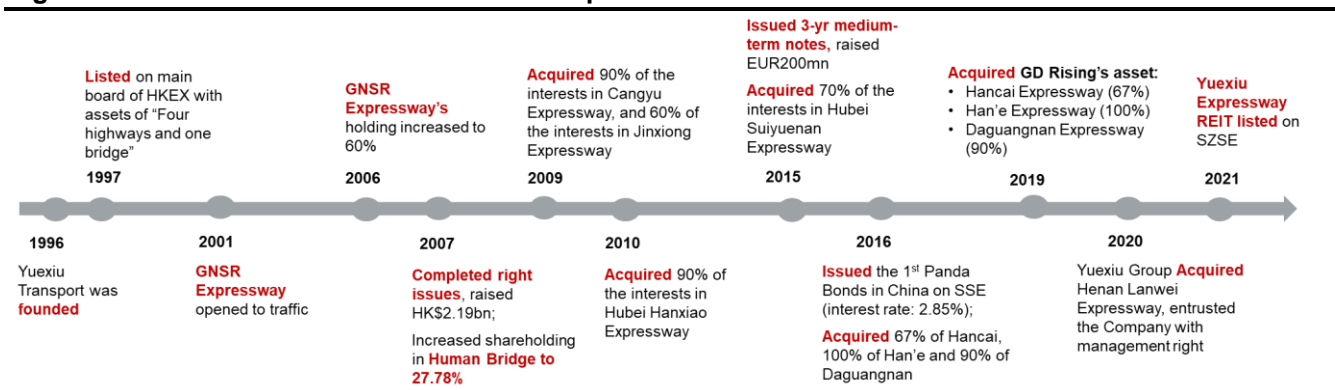 Listed on main
board of HKEX with
assets of "Four
highways and one
bridge"
1997
GNSR
Expressway's
holding increased to
60%
2006
Acquired 90% of the
interests in Cangyu
Expressway, and 60% of
the interests in Jinxiong
Expressway
2009
Issued 3-yr medium-
term notes, raised
EUR200mn
Acquired 70% of the
interests in Hubei
Suiyuenan
Expressway
2015
Acquired GD Rising's asset:
• Hancai Expressway (67%)
• Han'e Expressway (100%)
• Daguangnan Expressway
(90%)
2019
Yuexiu
Expressway
REIT listed on
SZSE
2021
1996
Yuexiu
Transport was
founded
2001
GNSR
Expressway
opened to traffic
2007
Completed right
issues, raised
HK$2.19bn;
Increased shareholding
in Human Bridge to
27.78%
2010
Acquired 90% of
the interests in
Hubei Hanxiao
Expressway
2016
Issued the 1st Panda
Bonds in China on SSE
(interest rate: 2.85%);
Acquired 67% of Hancai,
100% of Han'e and 90% of
Daguangnan
2020
Yuexiu Group Acquired
Henan Lanwei
Expressway, entrusted
the Company with
management right